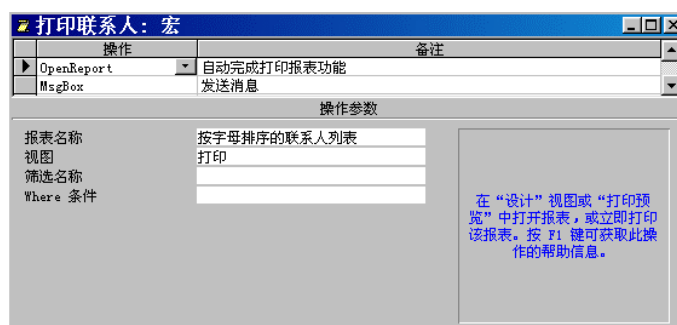 打印联系人: 宏
操作 备注
OpenReport 自动完成打印报表功能
MsgBox 发送消息
操作参数
报表名称 按字母排序的联系人列表
视图 打印
筛选名称
Where 条件
在“设计”视图或“打印预
览”中打开报表，或立即打印
该报表。按 F1 键可获取此操
作的帮助信息。